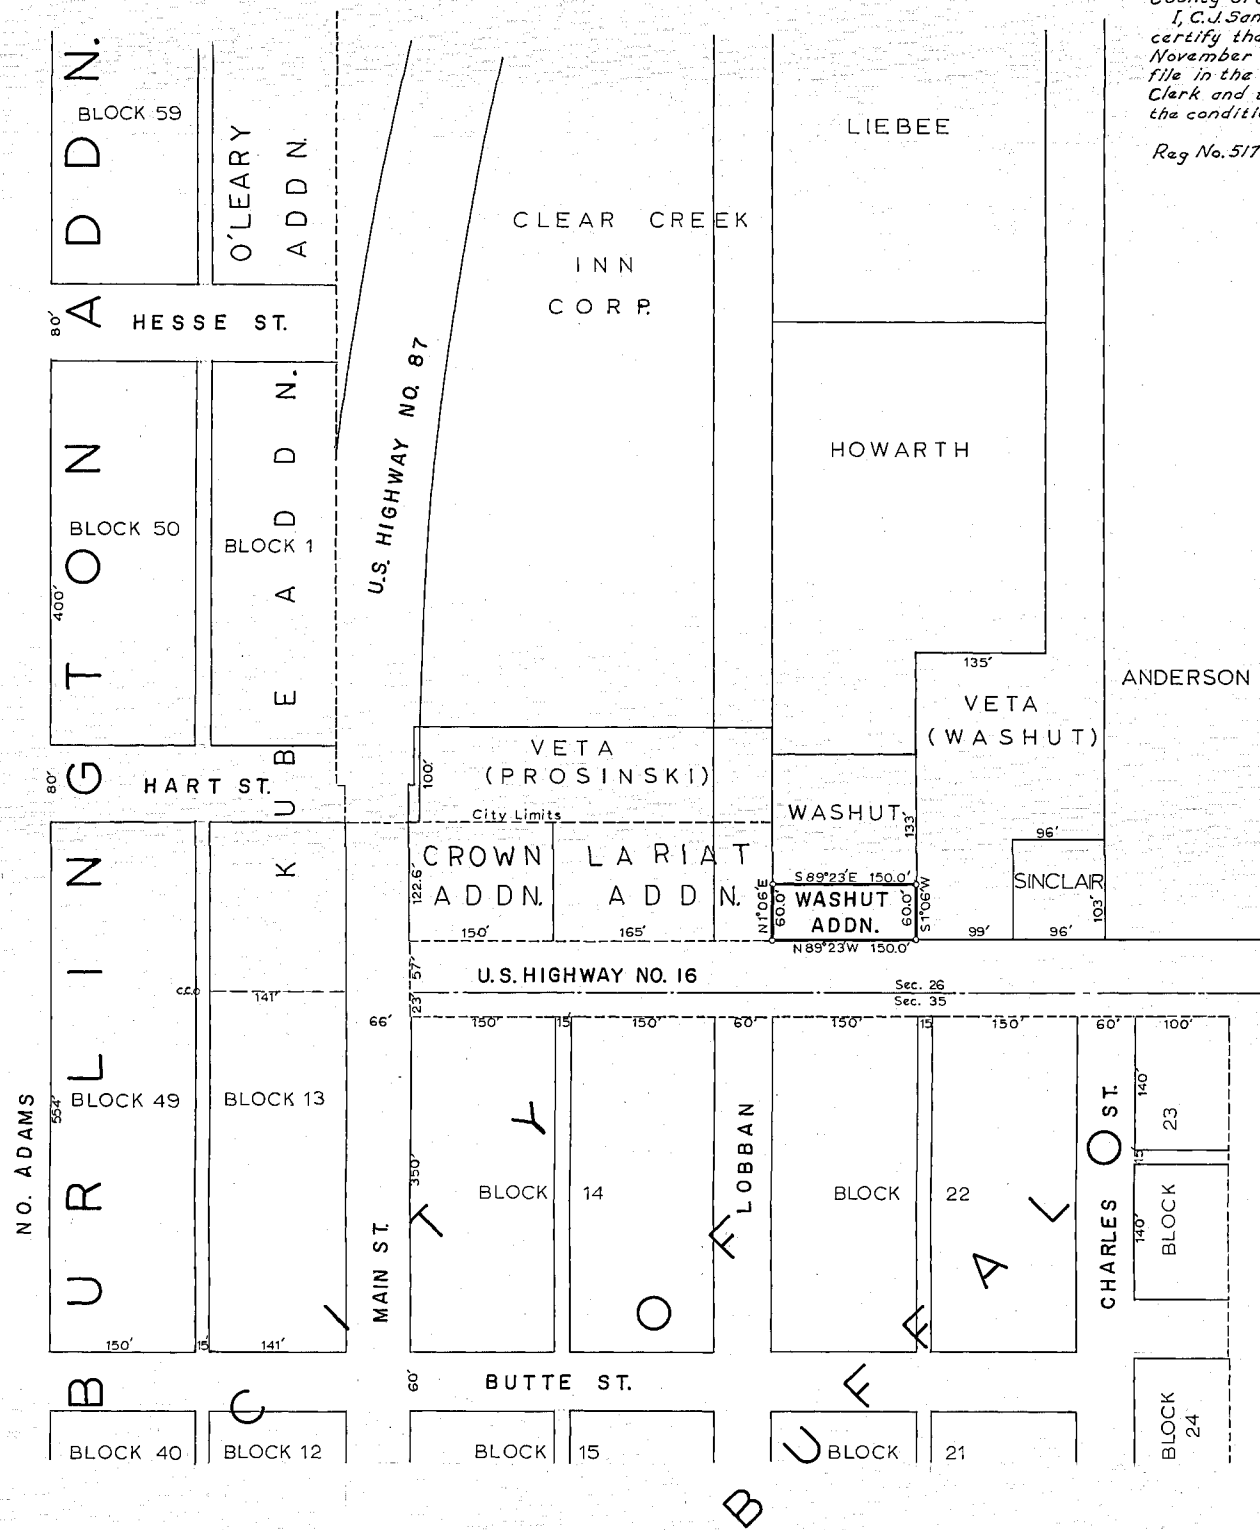 County of
I, C.J. San
certify tha
November
file in the
Clerk and
the conditi
Reg No. 517
BURLINGTON ADDN.
BLOCK 59
O'LEARY
ADDN.
80'
HESSE ST.
CLEAR CREEK
INN
CORP.
LIEBEE
U.S. HIGHWAY NO. 87
KUBE ADDN.
BLOCK 50
BLOCK 1
400'
HOWARTH
135'
ANDERSON
VETA
(WASHUT)
VETA
(PROSINSKI)
100'
80'
HART ST.
City Limits
WASHUT
133'
96'
SINCLAIR
103'
CROWN
ADDN.
LARIAT
ADDN.
122.6'
S 89°23'E 150.0'
WASHUT
ADDN.
N 1°06'E
60.0'
60.0'
S 1°06'W
N 89°23'W 150.0'
150'
165'
99'
96'
57'
U.S. HIGHWAY NO. 16
Sec. 26
Sec. 35
C.C.
141'
23'
66'
150'
15'
150'
60'
150'
15
150'
60'
100'
NO. ADAMS
554'
BLOCK 49
BLOCK 13
CITY OF BUFFALO
350'
MAIN ST.
BLOCK 14
LOBBAN
BLOCK 22
CHARLES ST.
140'
23
15'
140'
BLOCK
150'
15'
141'
60'
BUTTE ST.
BLOCK 40
BLOCK 12
BLOCK 15
BLOCK 21
BLOCK
24